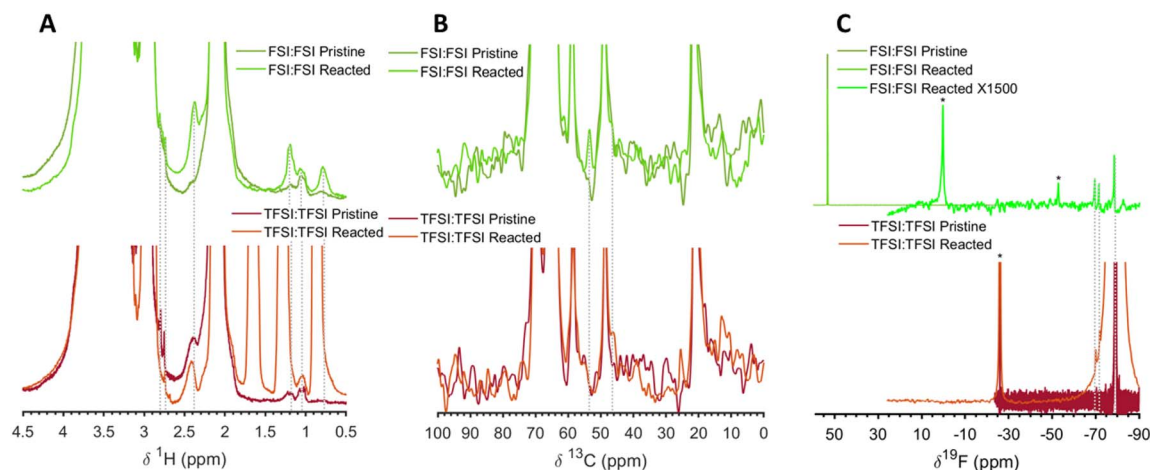 A
B
C
FSI:FSI Pristine
FSI:FSI Reacted
FSI:FSI Pristine
FSI:FSI Reacted
FSI:FSI Pristine
FSI:FSI Reacted
FSI:FSI Reacted X1500
*
*
TFSI:TFSI Pristine
TFSI:TFSI Reacted
TFSI:TFSI Pristine
TFSI:TFSI Reacted
TFSI:TFSI Pristine
TFSI:TFSI Reacted
*
4.5 3.5 3 2.5 2 1 0.5
100 90 80 70 60 50 40 30 20 10 0
50 30 10 -10 -30 -50 -70 -90
δ ¹H (ppm)
δ ¹³C (ppm)
δ¹⁹F (ppm)